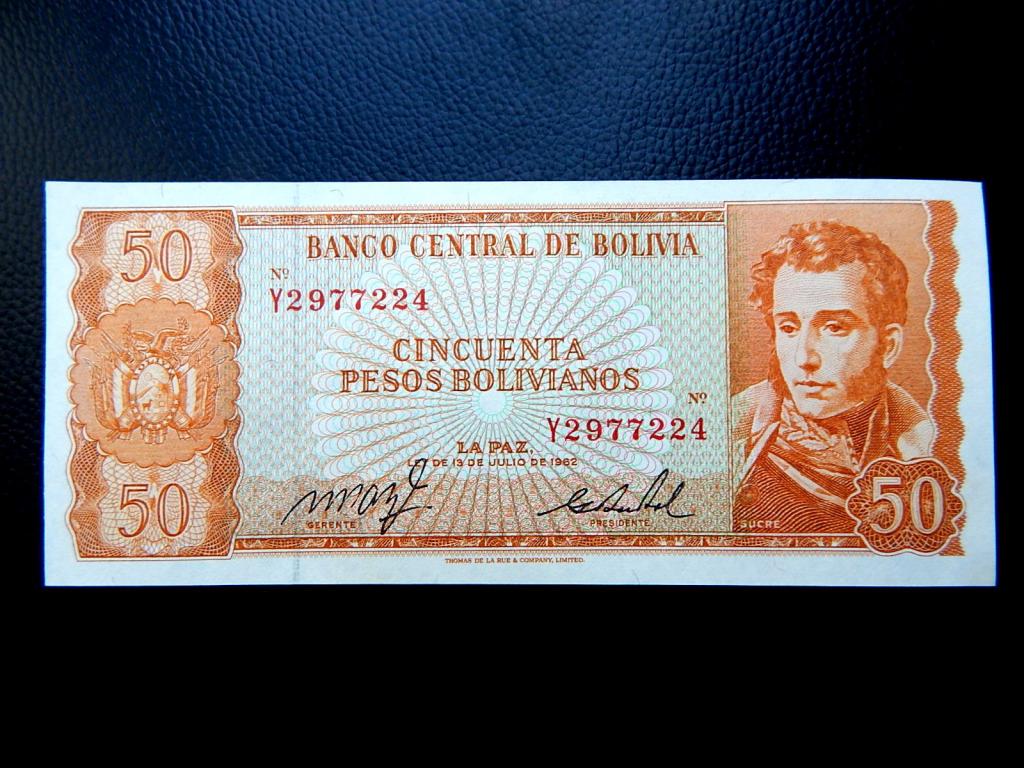 50
BANCO CENTRAL DE BOLIVIA
Nº
Y2977224
CINCUENTA
PESOS BOLIVIANOS
Nº
Y2977224
LA PAZ,
LEY DE 13 DE JULIO DE 1962
50
GERENTE
PRESIDENTE
SUCRE
50
THOMAS DE LA RUE & COMPANY, LIMITED.